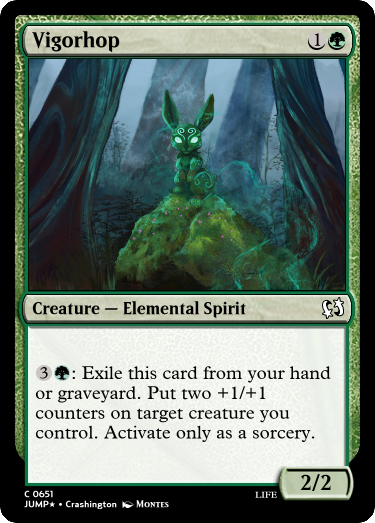 Vigorhop 1
Creature — Elemental Spirit
3: Exile this card from your hand
or graveyard. Put two +1/+1
counters on target creature you
control. Activate only as a sorcery.
2/2
C 0651 LIFE
JUMP★ • Crashington Montes